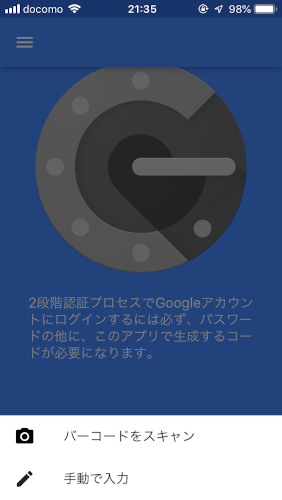 docomo 21:35 98%
2段階認証プロセスでGoogleアカウン
トにログインするには必ず、パスワー
ドの他に、このアプリで生成するコー
ドが必要になります。
バーコードをスキャン
手動で入力